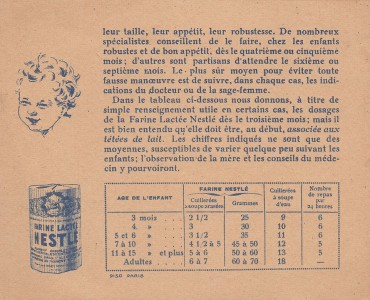 leur taille, leur appétit, leur robustesse. De nombreux
spécialistes conseillent de le faire, chez les enfants
robustes et de bon appétit, dès le quatrième ou cinquième
mois; d'autres sont partisans d'attendre le sixième ou
septième mois. Le plus sûr moyen pour éviter toute
fausse manœuvre est de suivre, dans chaque cas, les indi-
cations du docteur ou de la sage-femme.
Dans le tableau ci-dessous nous donnons, à titre de
simple renseignement utile en certains cas, les dosages
de la Farine Lactée Nestlé dès le troisième mois; mais il
est bien entendu qu'elle doit être, au début, associée aux
tétées de lait. Les chiffres indiqués ne sont que des
moyennes, susceptibles de varier quelque peu suivant les
enfants; l'observation de la mère et les conseils du méde-
cin y pourvoiront.
AGE DE L'ENFANT
FARINE NESTLÉ
Cuillerées à soupe arasées
Grammes
Cuillerées à soupe d'eau
Nombre de repas par 24 heures
3 mois 2 1/2 25 9 6
4 » 3 30 10 6
5 et 6 » 3 1/2 35 11 6
7 à 10 » 4 1/2 à 5 45 à 50 12 5
11 à 15 » et plus 5 à 6 50 à 60 13 5
Adultes 6 à 7 60 à 70 18 —
PARIS
FARINE LACTÉE
NESTLÉ